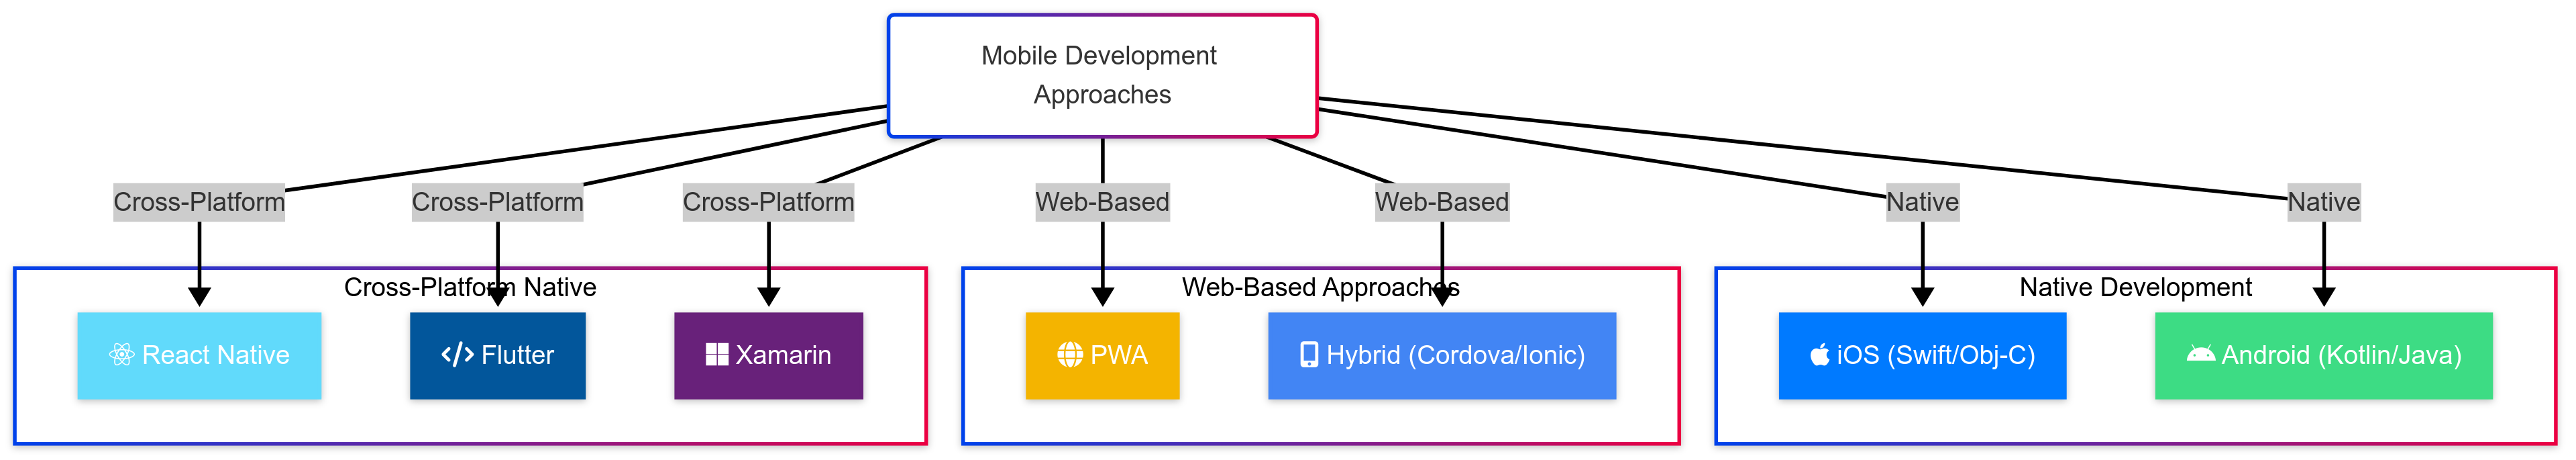 Mobile Development
Approaches
Cross-Platform
Cross-Platform
Cross-Platform
Web-Based
Web-Based
Native
Native
Cross-Platform Native
Web-Based Approaches
Native Development
React Native
Flutter
Xamarin
PWA
Hybrid (Cordova/Ionic)
iOS (Swift/Obj-C)
Android (Kotlin/Java)